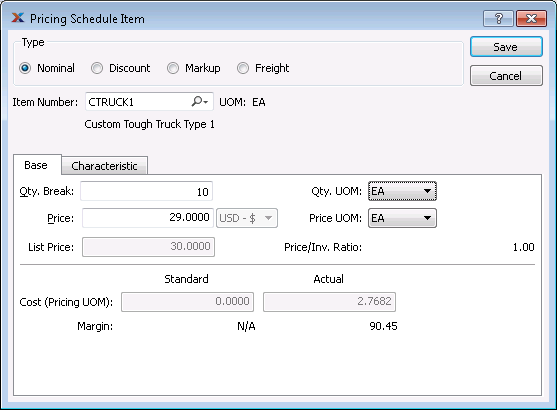 Pricing Schedule Item
Type
Nominal Discount Markup Freight
Save
Cancel
Item Number: CTRUCK1 UOM: EA
Custom Tough Truck Type 1
Base Characteristic
Qty. Break: 10 Qty. UOM: EA
Price: 29.0000 USD - $ Price UOM: EA
List Price: 30.0000 Price/Inv. Ratio: 1.00
Standard Actual
Cost (Pricing UOM): 0.0000 2.7682
Margin: N/A 90.45